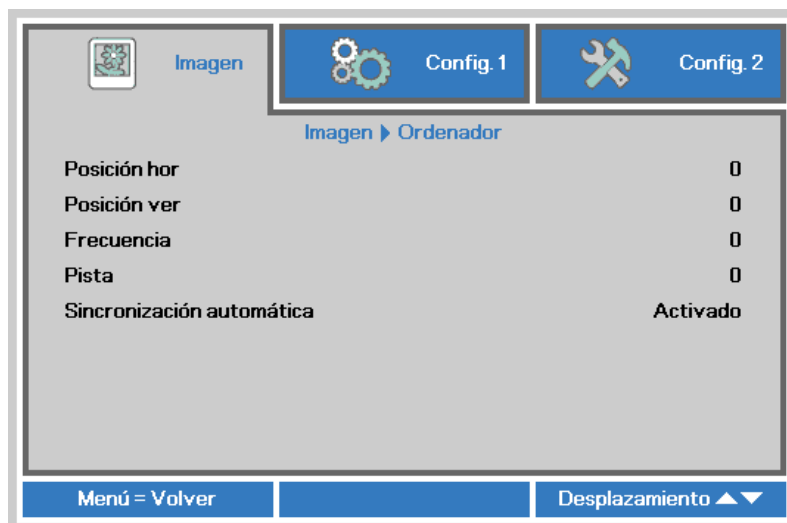 Imagen Config. 1 Config. 2
Imagen ▶ Ordenador
Posición hor 0
Posición ver 0
Frecuencia 0
Pista 0
Sincronización automática Activado
Menú = Volver Desplazamiento ▲▼